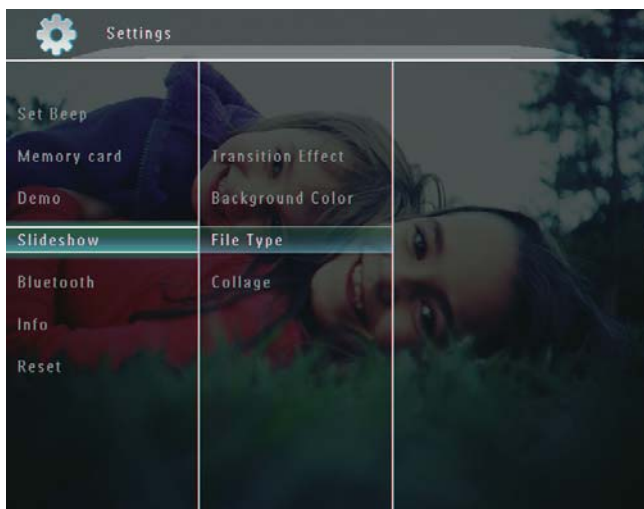 Settings
Set Beep
Memory card
Demo
Slideshow
Bluetooth
Info
Reset
Transition Effect
Background Color
File Type
Collage